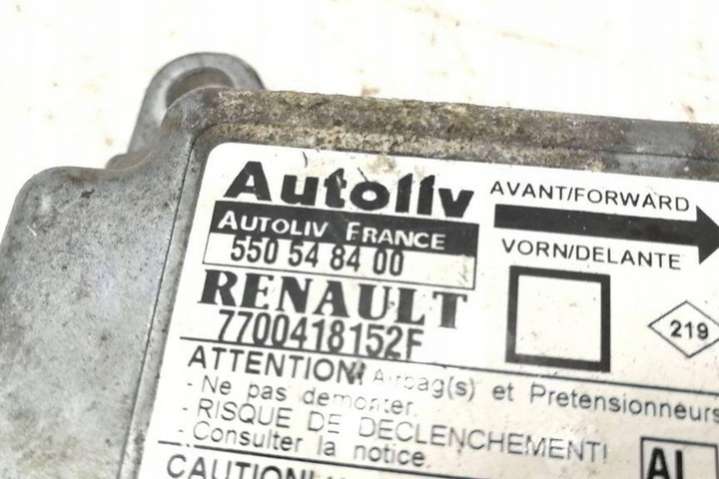 Autoliv
AUTOLIV FRANCE
550 54 84 00
RENAULT
7700418152F
AVANT/FORWARD
VORN/DELANTE
219
ATTENTION! Airbag(s) et Pretensionneurs
- Ne pas demonter.
- RISQUE DE DECLENCHEMENT!
- Consulter la notice.
AL
CAUTION!